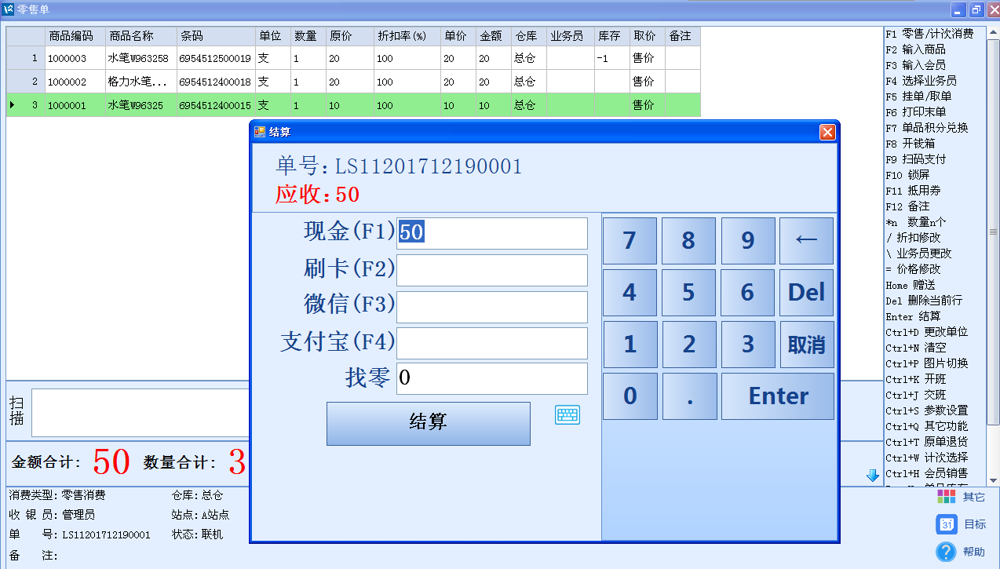 零售单
商品编码 商品名称 条码 单位 数量 原价 折扣率(%) 单价 金额 仓库 业务员 库存 取价 备注
1 1000003 水笔W963258 6954512500019 支 1 20 100 20 20 总仓 -1 售价
2 1000002 格力水笔... 6954512400018 支 1 20 100 20 20 总仓 售价
3 1000001 水笔W96325 6954512400015 支 1 10 100 10 10 总仓 售价
结算
单号:LS11201712190001
应收:50
现金(F1) 50
刷卡(F2)
微信(F3)
支付宝(F4)
找零 0
结算
7 8 9 ←
4 5 6 Del
1 2 3 取消
0 . Enter
扫描
金额合计: 50 数量合计: 3
消费类型:零售消费 仓库:总仓
收 银 员:管理员 站点:A站点
单 号:LS11201712190001 状态:联机
备 注:
F1 零售/计次消费
F2 输入商品
F3 输入会员
F4 选择业务员
F5 挂单/取单
F6 打印末单
F7 单品积分兑换
F8 开钱箱
F9 扫码支付
F10 锁屏
F11 抵用券
F12 备注
*n 数量n个
/ 折扣修改
\ 业务员更改
= 价格修改
Home 赠送
Del 删除当前行
Enter 结算
Ctrl+D 更改单位
Ctrl+N 清空
Ctrl+P 图片切换
Ctrl+K 开班
Ctrl+J 交班
Ctrl+S 参数设置
Ctrl+Q 其它功能
Ctrl+T 原单退货
Ctrl+W 计次选择
Ctrl+H 会员销售
其它
31 目标
? 帮助